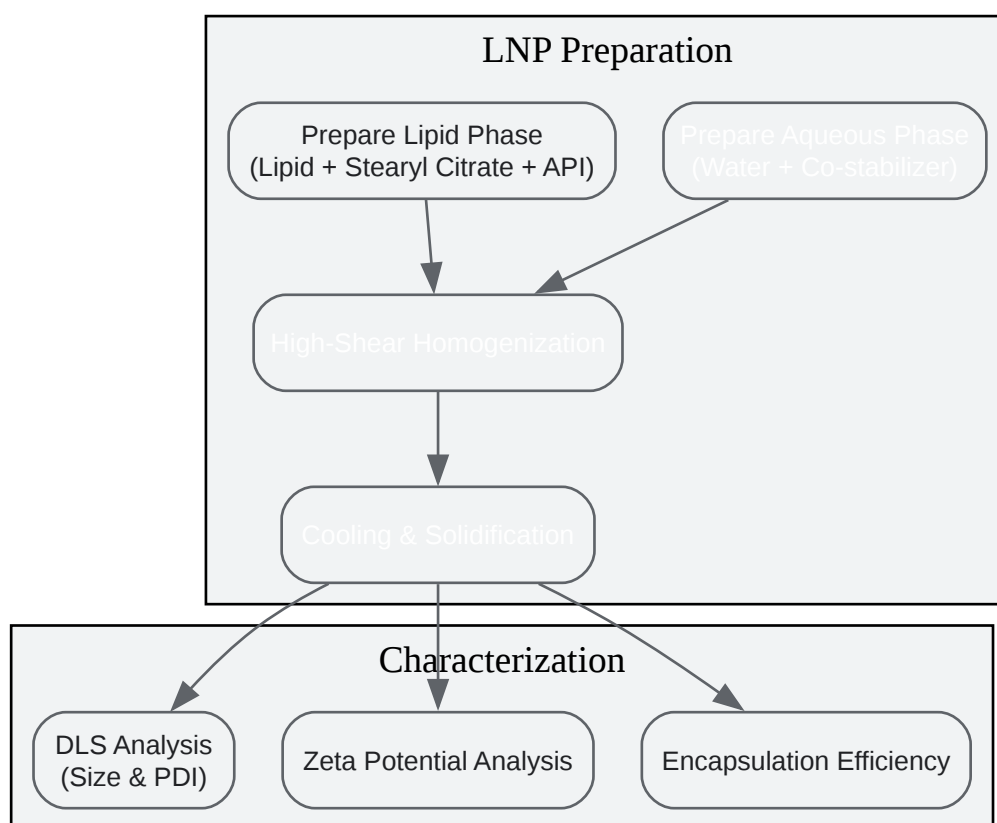 LNP Preparation
Prepare Lipid Phase
(Lipid + Stearyl Citrate + API)
Prepare Aqueous Phase
(Water + Co-stabilizer)
High-Shear Homogenization
Cooling & Solidification
Characterization
DLS Analysis
(Size & PDI)
Zeta Potential Analysis
Encapsulation Efficiency